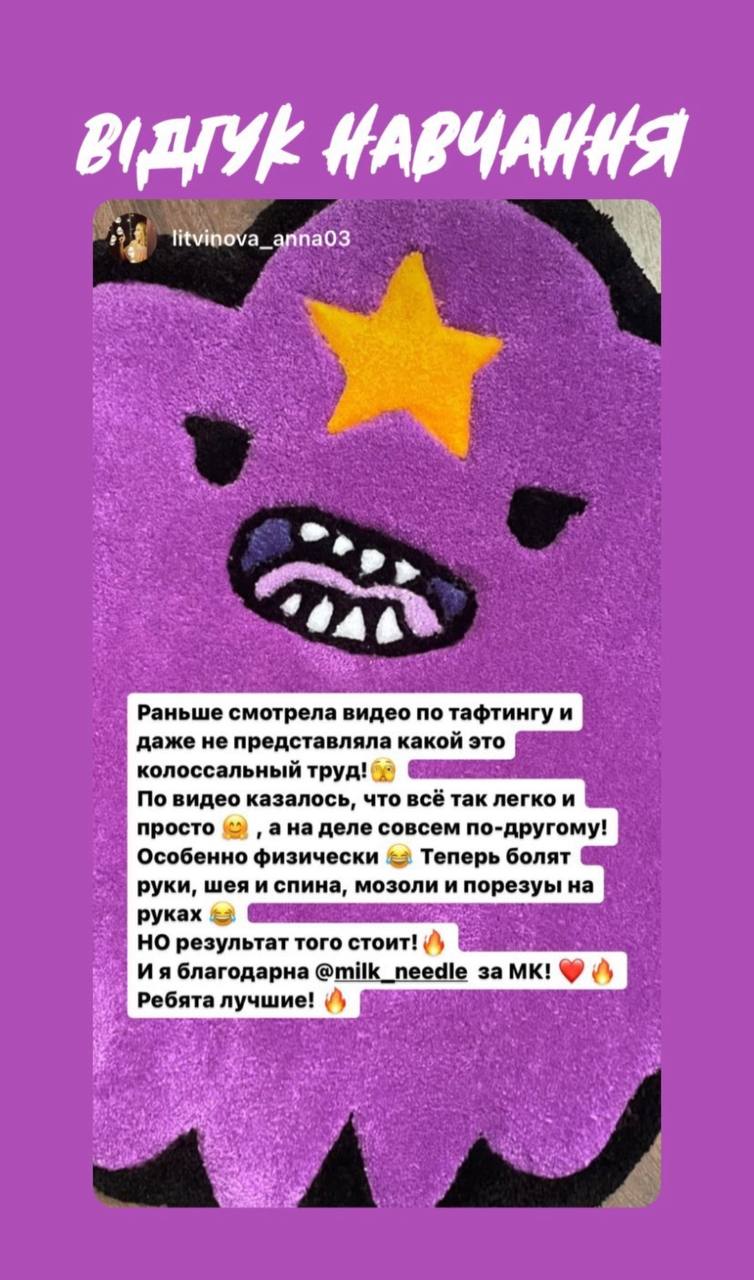 ВІДГУК НАВЧАННЯ
litvinova_anna03
Раньше смотрела видео по тафтингу и
даже не представляла какой это
колоссальный труд!🫣
По видео казалось, что всё так легко и
просто 🤗 , а на деле совсем по-другому!
Особенно физически 😂 Теперь болят
руки, шея и спина, мозоли и порезуы на
руках 😂
НО результат того стоит!🔥
И я благодарна @milk_needle за МК! ❤️🔥
Ребята лучшие! 🔥